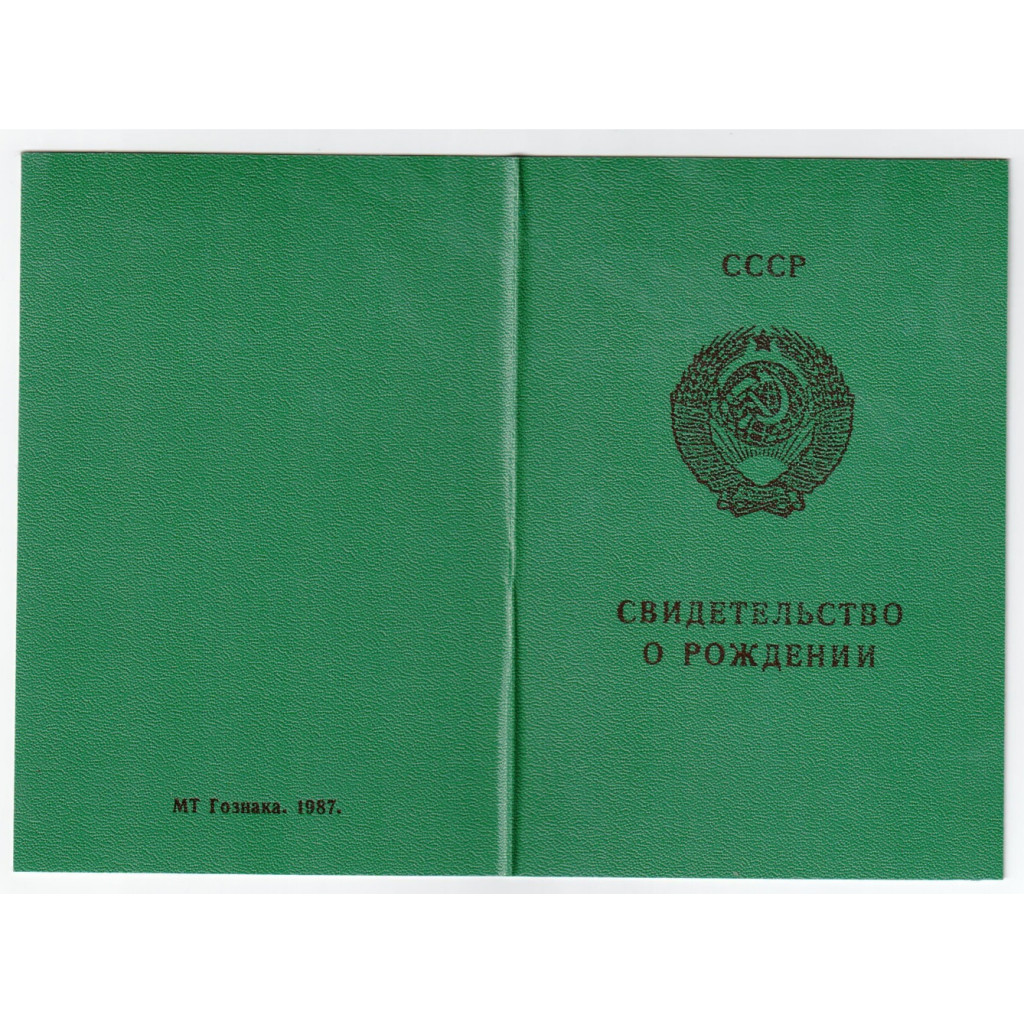 СССР
СВИДЕТЕЛЬСТВО
О РОЖДЕНИИ
МТ Гознака. 1987.